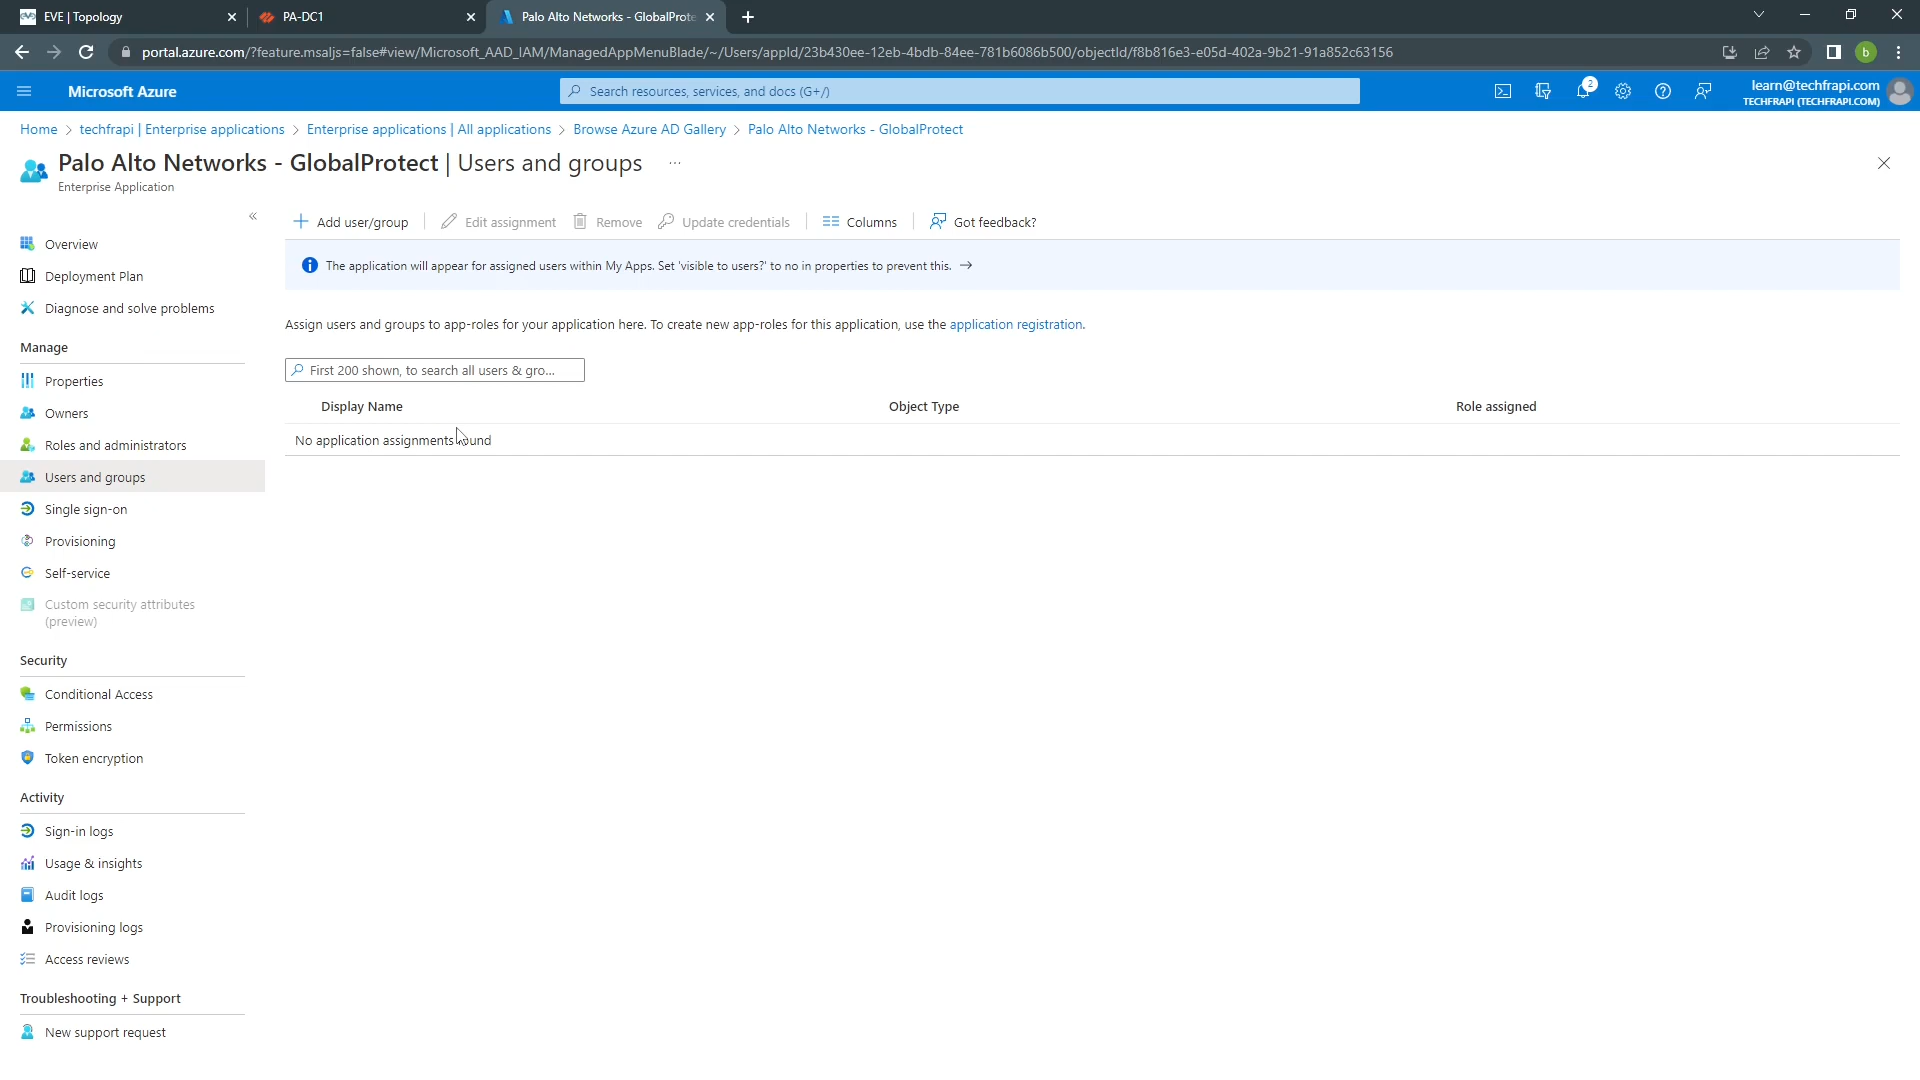 EVE | Topology
PA-DC1
Palo Alto Networks - GlobalProte
portal.azure.com/?feature.msaljs=false#view/Microsoft_AAD_IAM/ManagedAppMenuBlade/~/Users/appId/23b430ee-12eb-4bdb-84ee-781b6086b500/objectId/f8b816e3-e05d-402a-9b21-91a852c63156
b
Microsoft Azure
Search resources, services, and docs (G+/)
2
learn@techfrapi.com
TECHFRAPI (TECHFRAPI.COM)
Home > techfrapi | Enterprise applications > Enterprise applications | All applications > Browse Azure AD Gallery > Palo Alto Networks - GlobalProtect
Palo Alto Networks - GlobalProtect | Users and groups ...
Enterprise Application
«
Add user/group
Edit assignment
Remove
Update credentials
Columns
Got feedback?
Overview
Deployment Plan
Diagnose and solve problems
Manage
Properties
Owners
Roles and administrators
Users and groups
Single sign-on
Provisioning
Self-service
Custom security attributes
(preview)
Security
Conditional Access
Permissions
Token encryption
Activity
Sign-in logs
Usage & insights
Audit logs
Provisioning logs
Access reviews
Troubleshooting + Support
New support request
The application will appear for assigned users within My Apps. Set 'visible to users?' to no in properties to prevent this. →
Assign users and groups to app-roles for your application here. To create new app-roles for this application, use the application registration.
First 200 shown, to search all users & gro...
Display Name
Object Type
Role assigned
No application assignments found